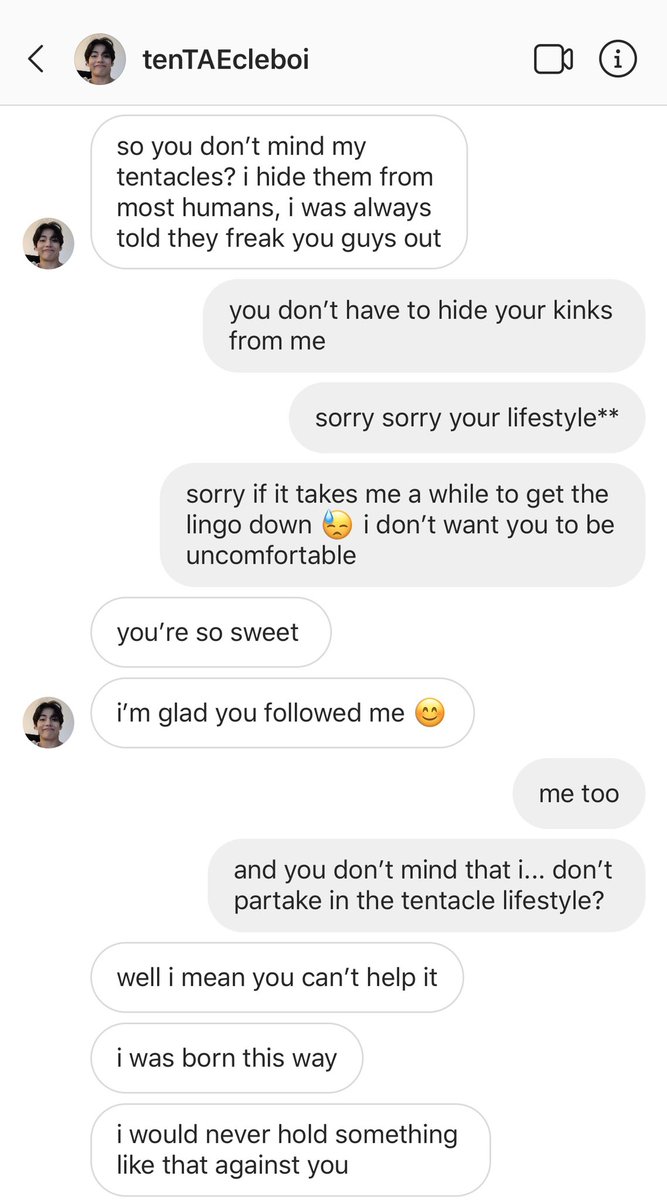 tenTAEcleboi
so you don’t mind my
tentacles? i hide them from
most humans, i was always
told they freak you guys out
you don’t have to hide your kinks
from me
sorry sorry your lifestyle**
sorry if it takes me a while to get the
lingo down 😓 i don’t want you to be
uncomfortable
you’re so sweet
i’m glad you followed me 😊
me too
and you don’t mind that i... don’t
partake in the tentacle lifestyle?
well i mean you can’t help it
i was born this way
i would never hold something
like that against you